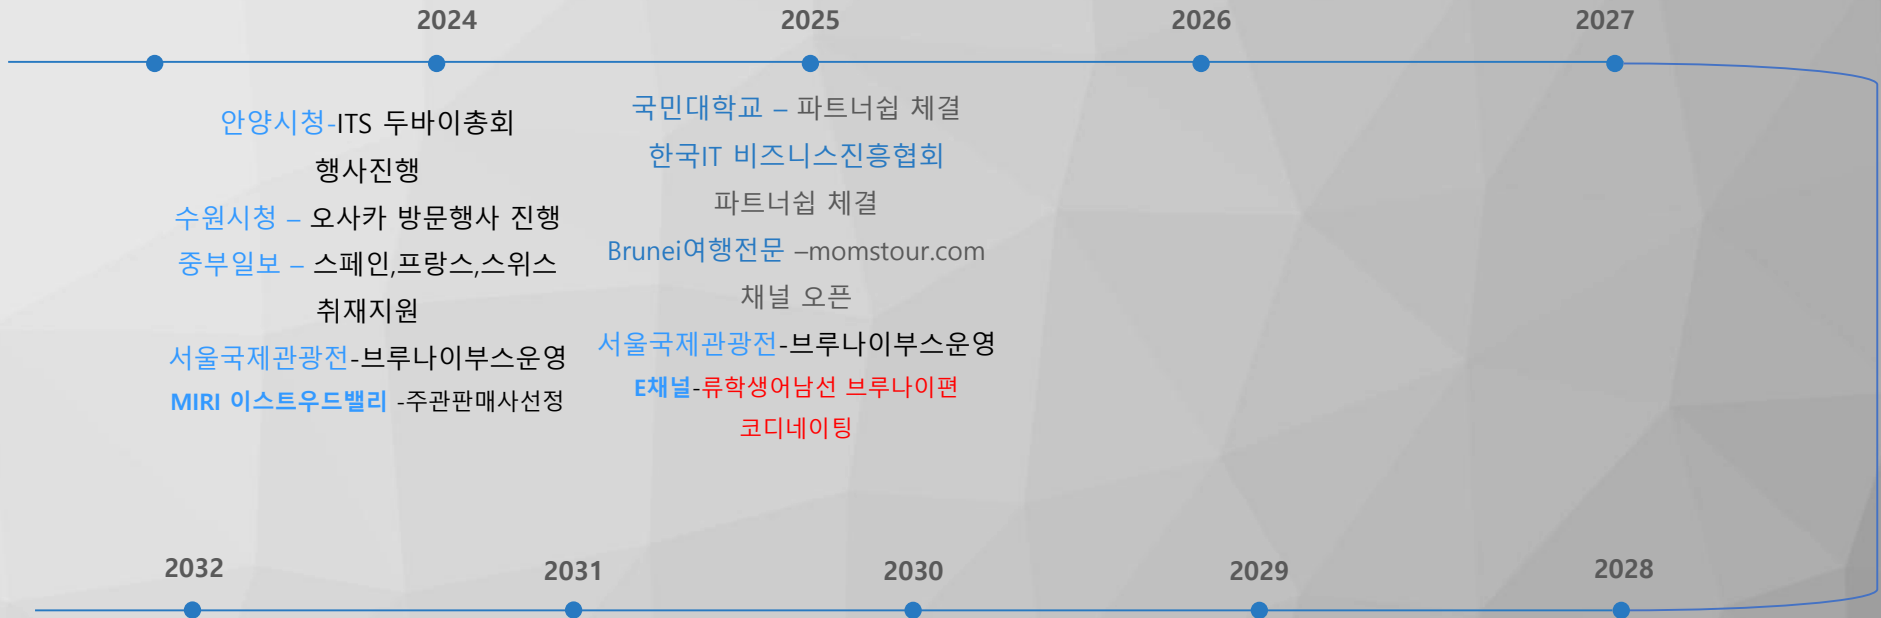 2024
2025
2026
2027
안양시청-ITS 두바이총회
행사진행
수원시청 – 오사카 방문행사 진행
중부일보 – 스페인,프랑스,스위스
취재지원
서울국제관광전-브루나이부스운영
MIRI 이스트우드밸리 -주관판매사선정
국민대학교 – 파트너쉽 체결
한국IT 비즈니스진흥협회
파트너쉽 체결
Brunei여행전문 –momstour.com
채널 오픈
서울국제관광전-브루나이부스운영
E채널-류학생어남선 브루나이편
코디네이팅
2032
2031
2030
2029
2028